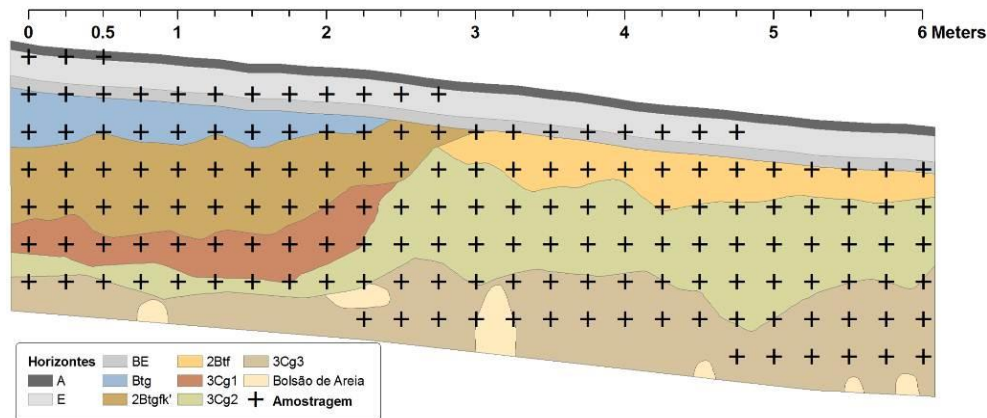 0 0.5 1 2 3 4 5 6 Meters
Horizontes BE 2Btf 3Cg3
A Btg 3Cg1 Bolsão de Areia
E 2Btgfk' 3Cg2 Amostragem